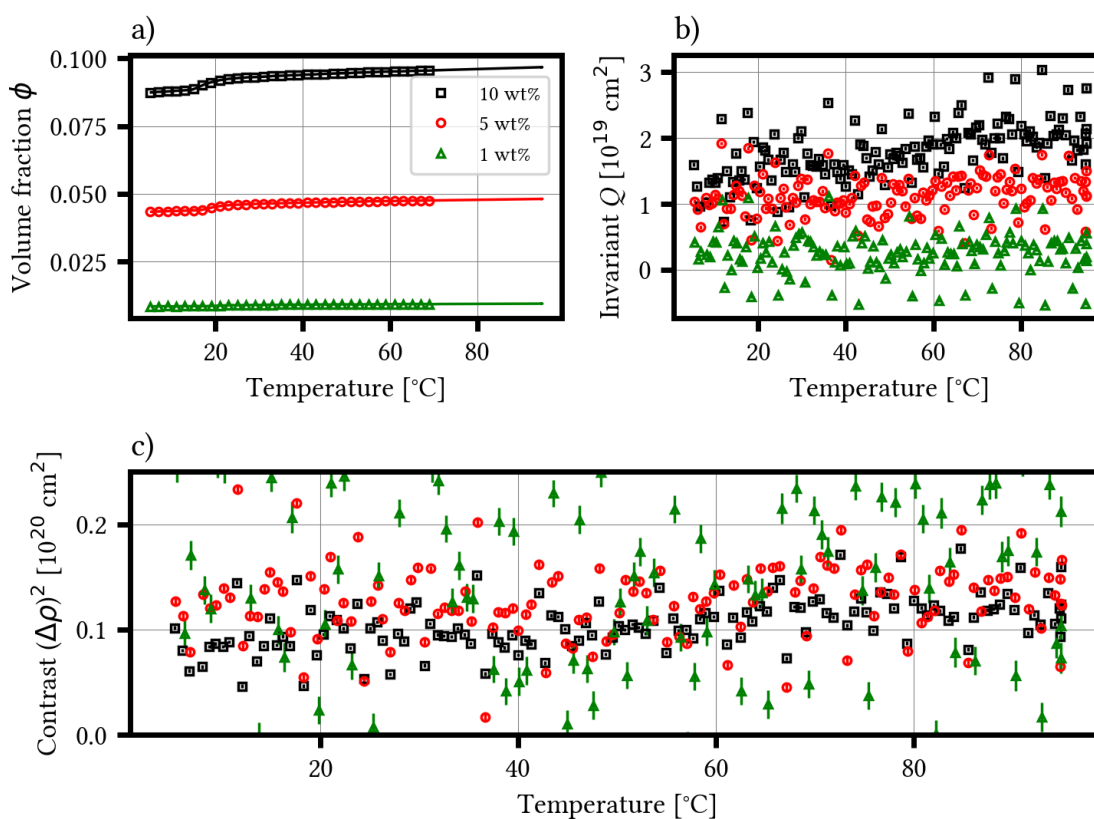 a)
Volume fraction ϕ
0.100
0.075
0.050
0.025
20
40
60
80
Temperature [°C]
10 wt%
5 wt%
1 wt%
b)
Invariant Q [10¹⁹ cm²]
3
2
1
0
20
40
60
80
Temperature [°C]
c)
Contrast (Δρ)² [10²⁰ cm²]
0.2
0.1
0.0
20
40
60
80
Temperature [°C]